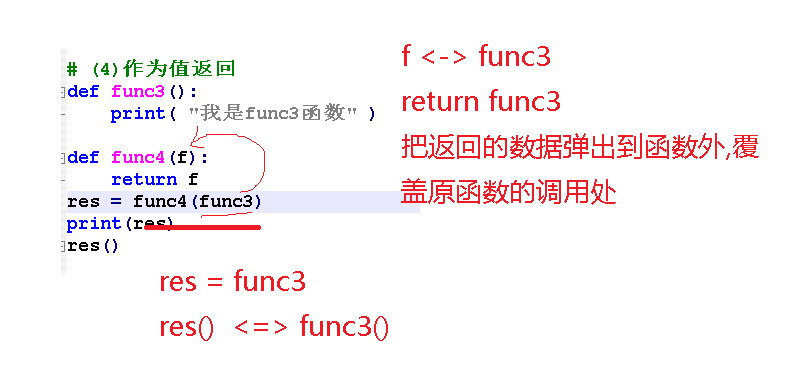 # (4)作为值返回
def func3():
    print( "我是func3函数" )
def func4(f):
    return f
res = func4(func3)
print(res)
res()
f <-> func3
return func3
把返回的数据弹出到函数外,覆
盖原函数的调用处
res = func3
res()  <=> func3()